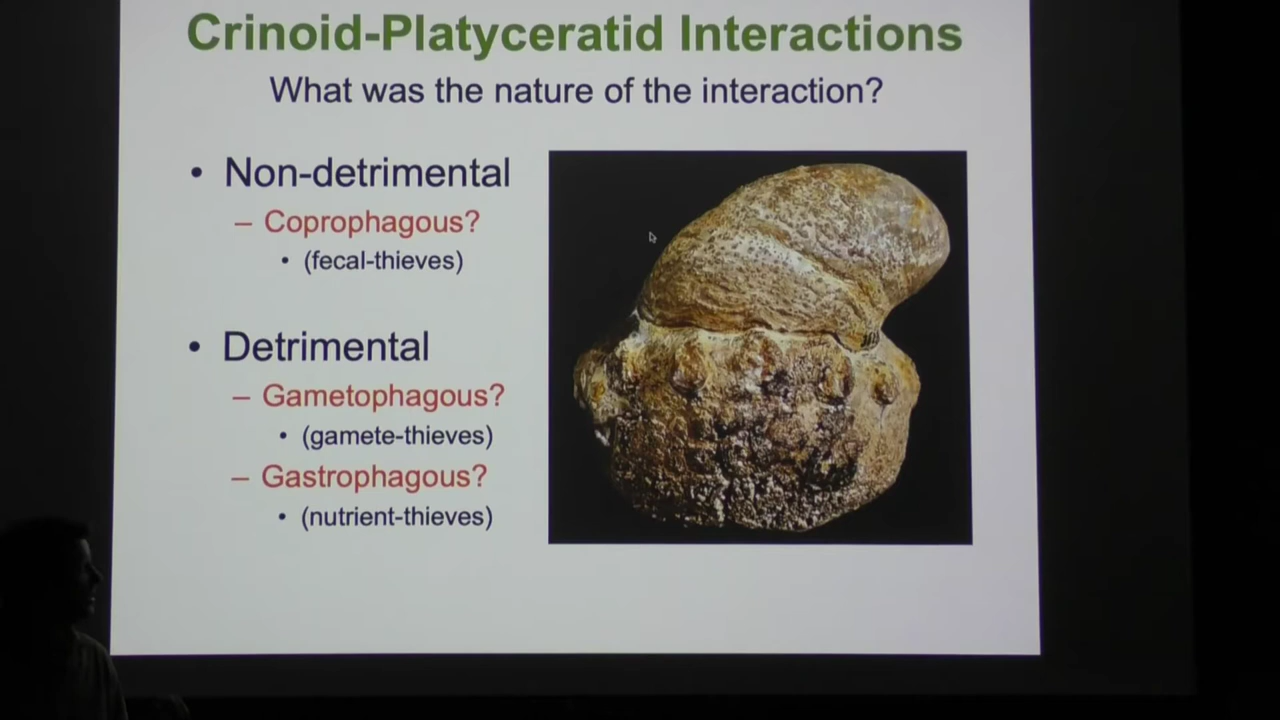 Crinoid-Platyceratid Interactions
What was the nature of the interaction?
• Non-detrimental
– Coprophagous?
• (fecal-thieves)
• Detrimental
– Gametophagous?
• (gamete-thieves)
– Gastrophagous?
• (nutrient-thieves)